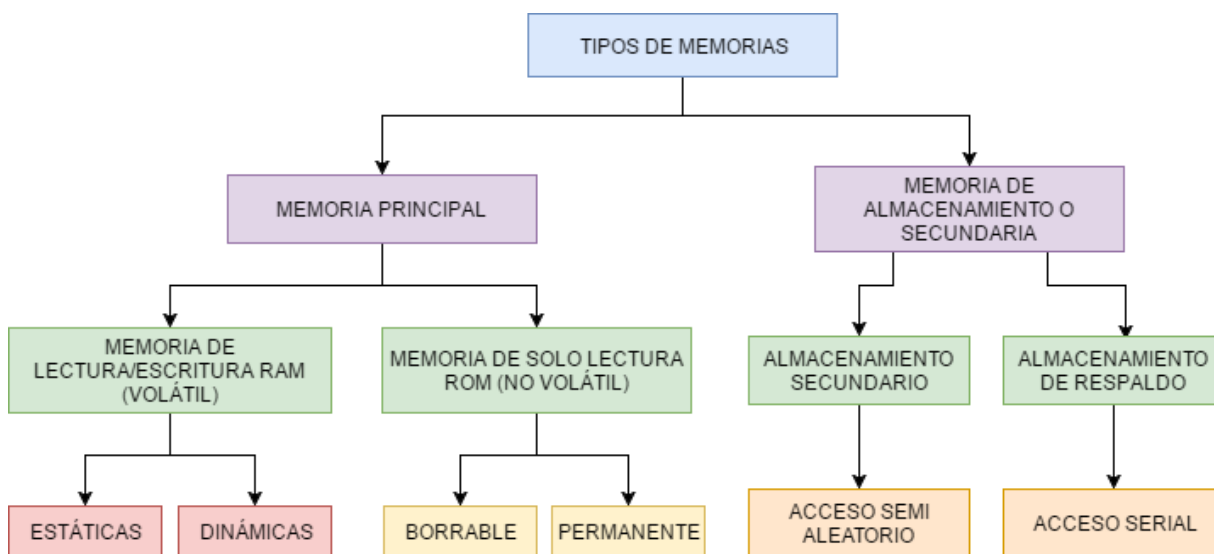 TIPOS DE MEMORIAS
MEMORIA PRINCIPAL
MEMORIA DE
ALMACENAMIENTO O
SECUNDARIA
MEMORIA DE
LECTURA/ESCRITURA RAM
(VOLÁTIL)
MEMORIA DE SOLO LECTURA
ROM (NO VOLÁTIL)
ALMACENAMIENTO
SECUNDARIO
ALMACENAMIENTO
DE RESPALDO
ESTÁTICAS
DINÁMICAS
BORRABLE
PERMANENTE
ACCESO SEMI
ALEATORIO
ACCESO SERIAL